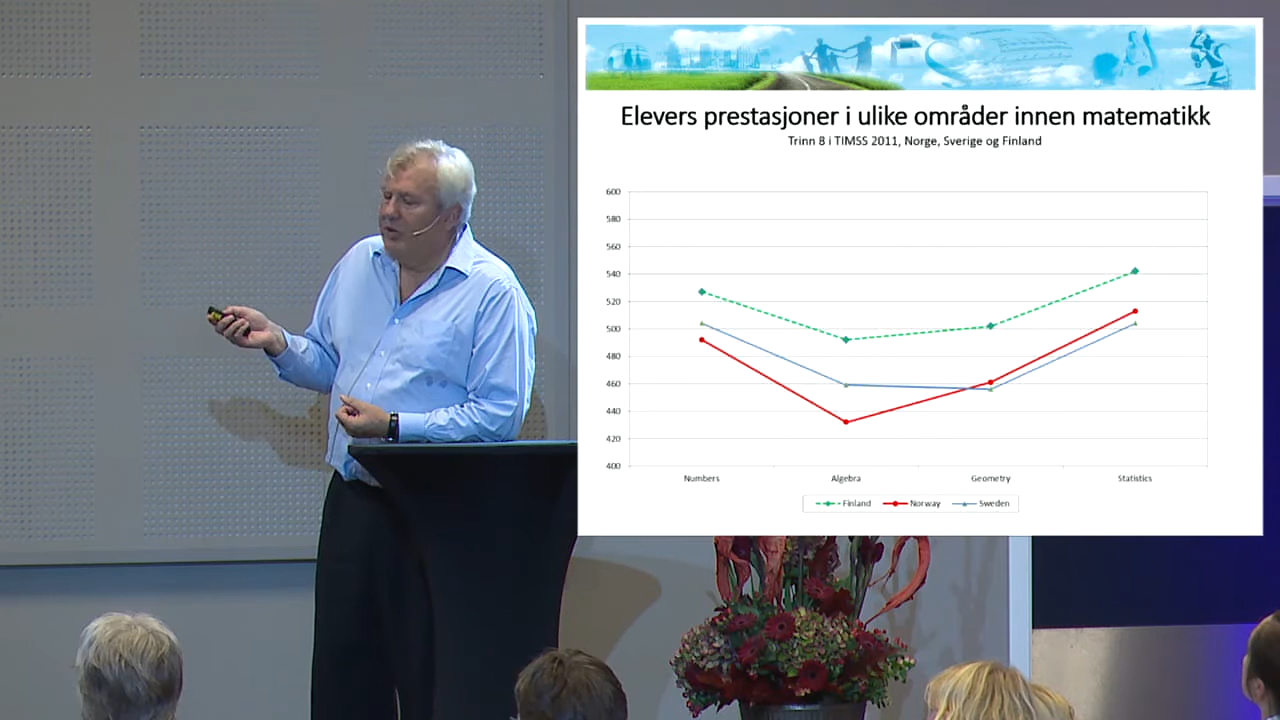 Elevers prestasjoner i ulike områder innen matematikk
Trinn 8 i TIMSS 2011, Norge, Sverige og Finland
600
580
560
540
520
500
480
460
440
420
400
Numbers Algebra Geometry Statistics
Finland Norway Sweden